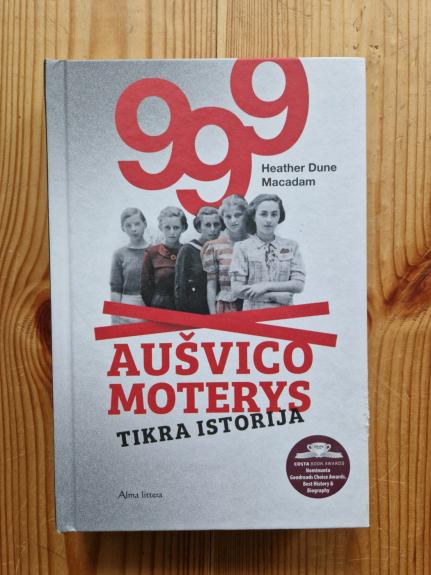 999
Heather Dune
Macadam
AUŠVICO
MOTERYS
TIKRA ISTORIJA
Alma littera
COSTA BOOK AWARDS
Nominuota
Goodreads Choice Awards,
Best History &
Biography